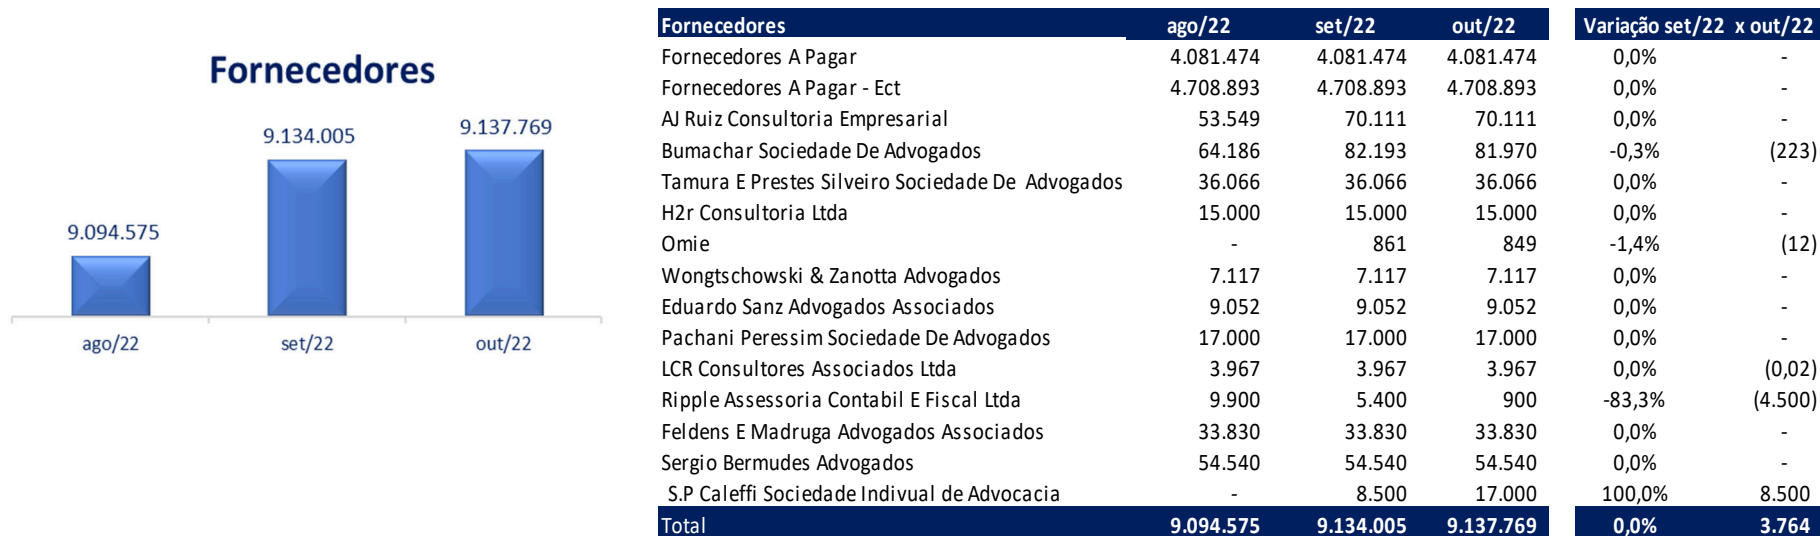 Fornecedores
9.094.575
9.134.005
9.137.769
ago/22 set/22 out/22
Fornecedores ago/22 set/22 out/22 Variação set/22 x out/22
Fornecedores A Pagar 4.081.474 4.081.474 4.081.474 0,0% -
Fornecedores A Pagar - Ect 4.708.893 4.708.893 4.708.893 0,0% -
AJ Ruiz Consultoria Empresarial 53.549 70.111 70.111 0,0% -
Bumachar Sociedade De Advogados 64.186 82.193 81.970 -0,3% (223)
Tamura E Prestes Silveiro Sociedade De Advogados 36.066 36.066 36.066 0,0% -
H2r Consultoria Ltda 15.000 15.000 15.000 0,0% -
Omie - 861 849 -1,4% (12)
Wongtschowski & Zanotta Advogados 7.117 7.117 7.117 0,0% -
Eduardo Sanz Advogados Associados 9.052 9.052 9.052 0,0% -
Pachani Peressim Sociedade De Advogados 17.000 17.000 17.000 0,0% -
LCR Consultores Associados Ltda 3.967 3.967 3.967 0,0% (0,02)
Ripple Assessoria Contabil E Fiscal Ltda 9.900 5.400 900 -83,3% (4.500)
Feldens E Madruga Advogados Associados 33.830 33.830 33.830 0,0% -
Sergio Bermudes Advogados 54.540 54.540 54.540 0,0% -
S.P Caleffi Sociedade Indivual de Advocacia - 8.500 17.000 100,0% 8.500
Total 9.094.575 9.134.005 9.137.769 0,0% 3.764